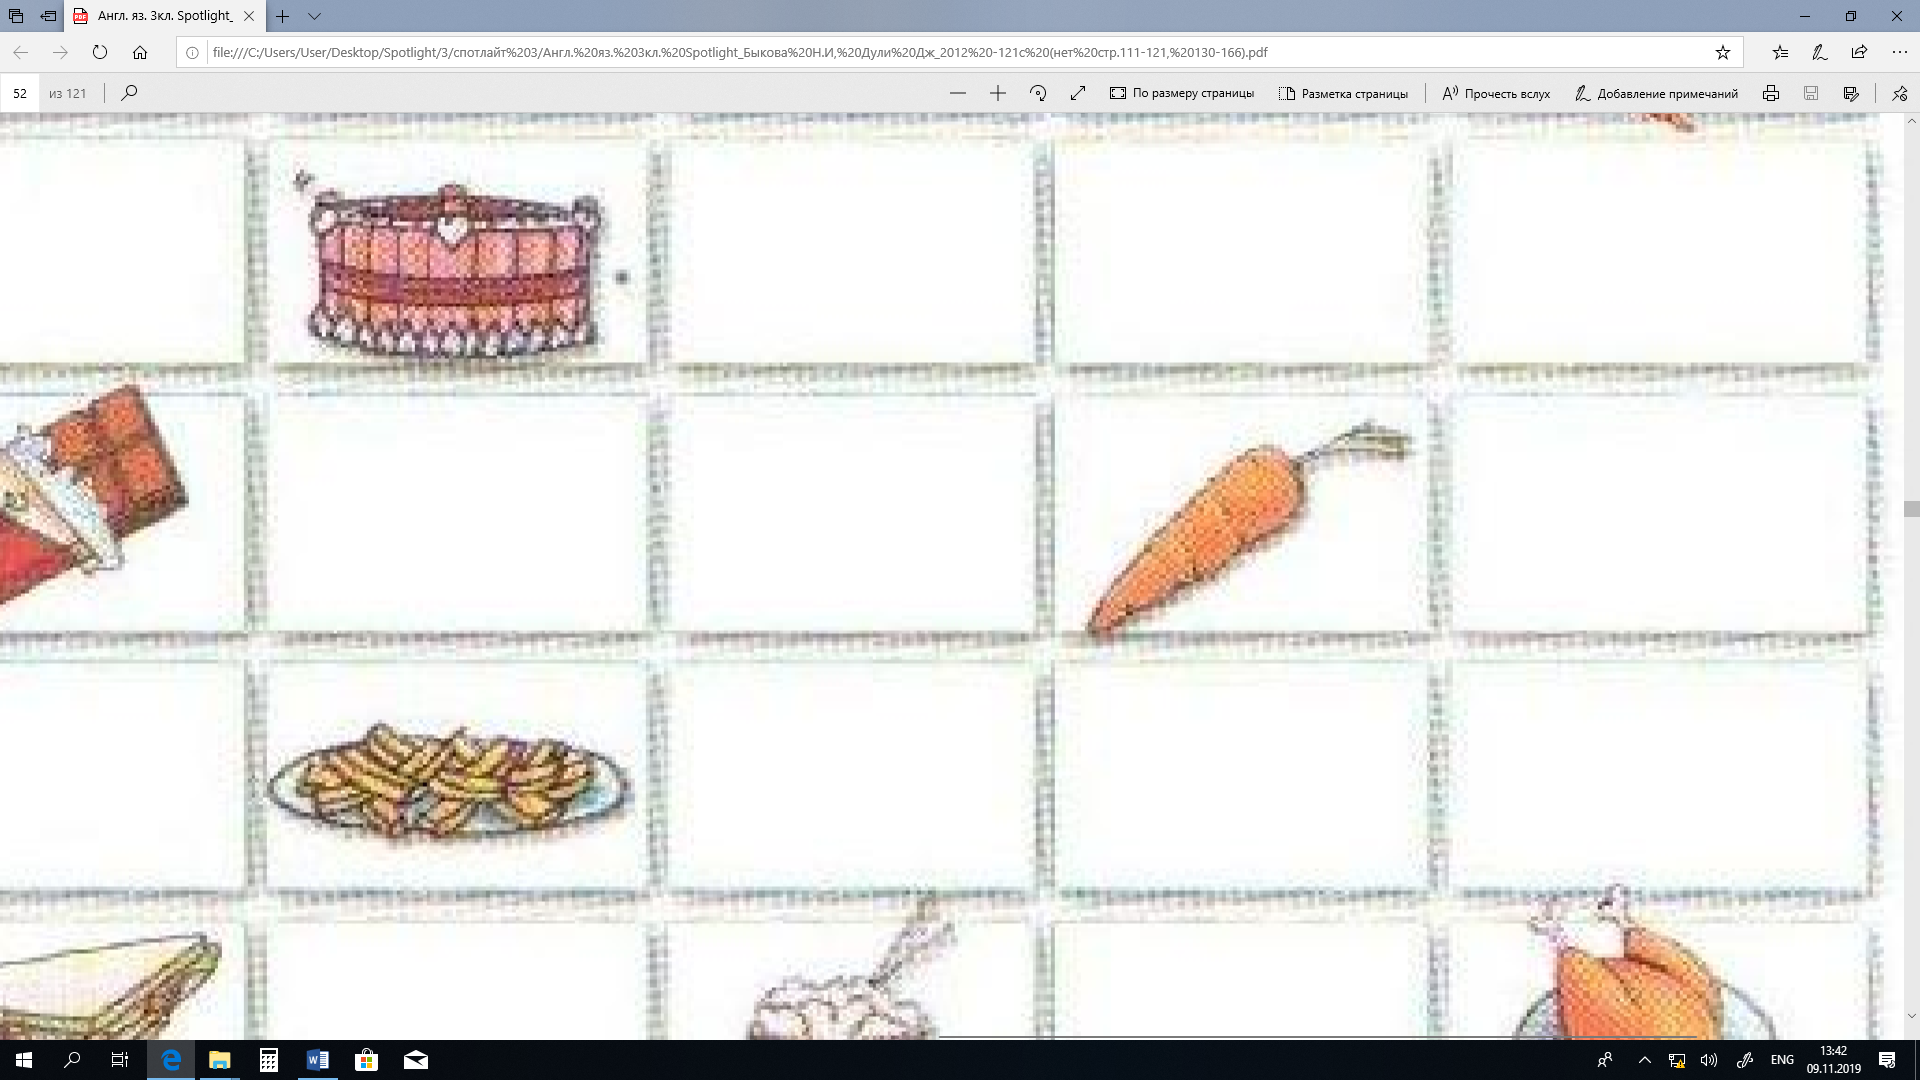 Англ. яз. 3кл. Spotlight_
file:///C:/Users/User/Desktop/Spotlight/3/спотлайт%203/Англ.%20яз.%203кл.%20Spotlight_Быкова%20Н.И,%20Дули%20Дж_2012%20-121с%20(нет%20стр.111-121,%20130-166).pdf
52 из 121 По размеру страницы Разметка страницы Прочесть вслух Добавление примечаний
ENG 13:42
09.11.2019